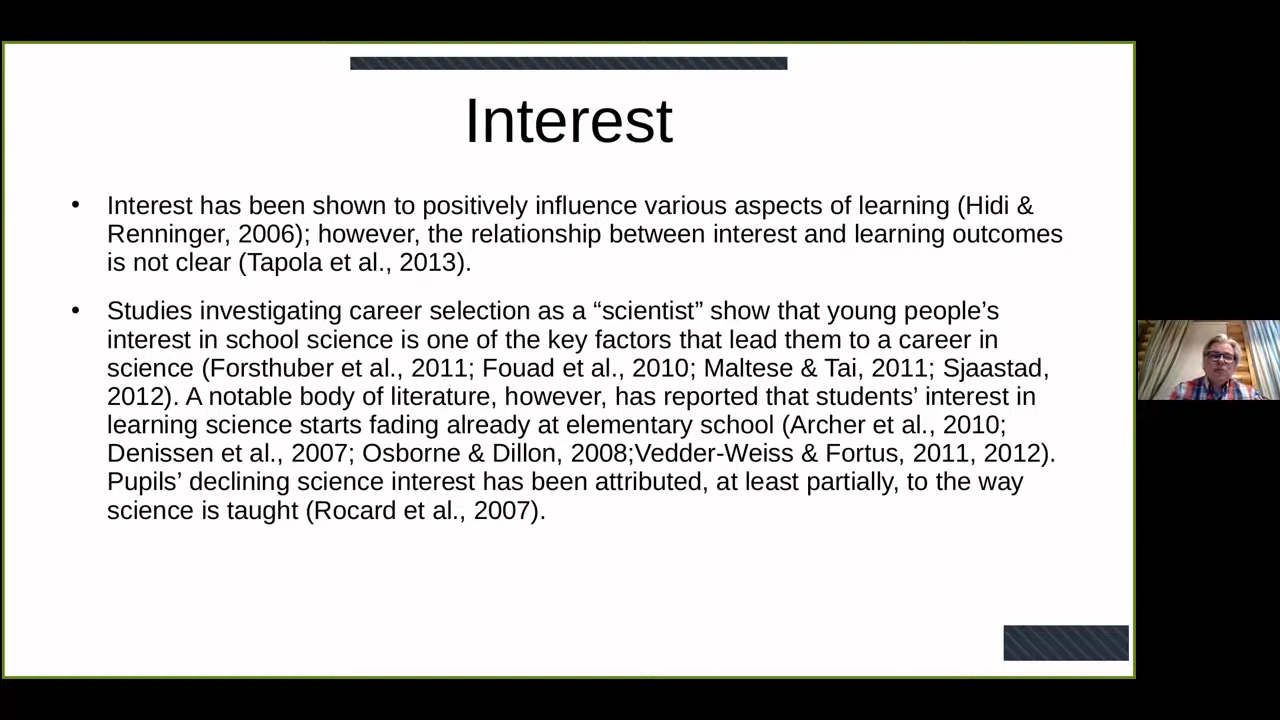 Interest
• Interest has been shown to positively influence various aspects of learning (Hidi &
Renninger, 2006); however, the relationship between interest and learning outcomes
is not clear (Tapola et al., 2013).
• Studies investigating career selection as a “scientist” show that young people’s
interest in school science is one of the key factors that lead them to a career in
science (Forsthuber et al., 2011; Fouad et al., 2010; Maltese & Tai, 2011; Sjaastad,
2012). A notable body of literature, however, has reported that students’ interest in
learning science starts fading already at elementary school (Archer et al., 2010;
Denissen et al., 2007; Osborne & Dillon, 2008;Vedder-Weiss & Fortus, 2011, 2012).
Pupils’ declining science interest has been attributed, at least partially, to the way
science is taught (Rocard et al., 2007).